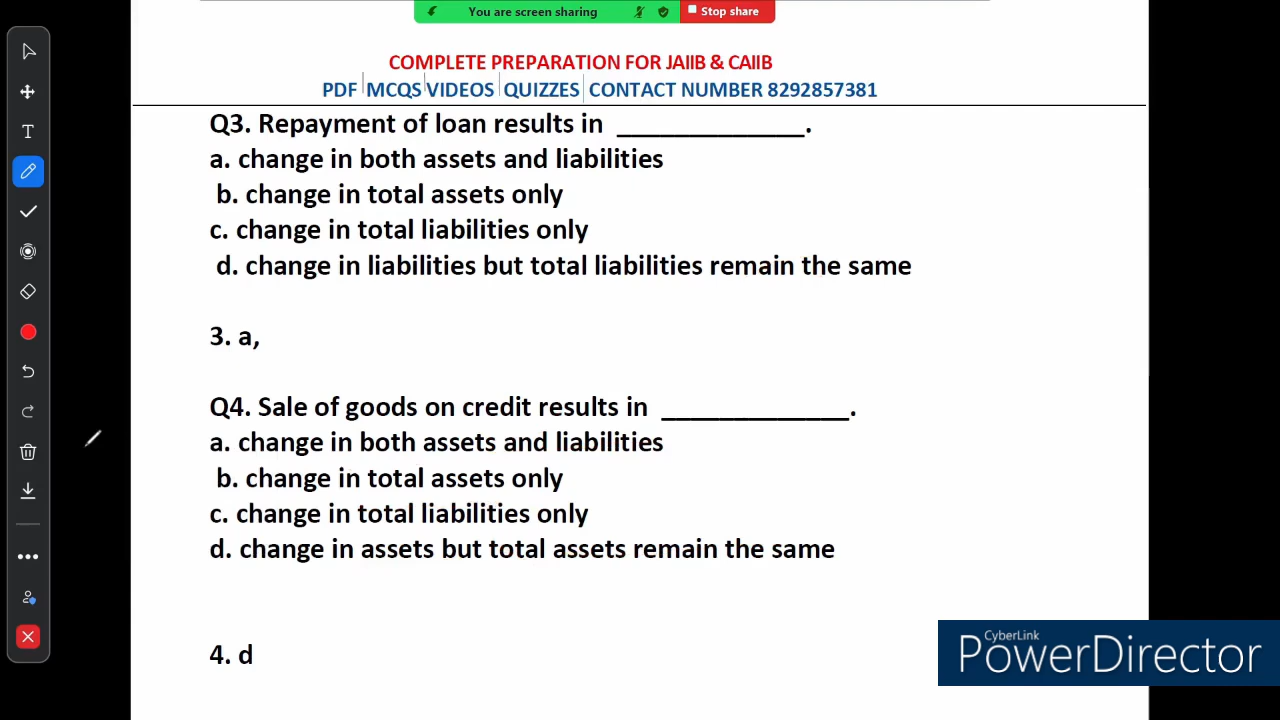 You are screen sharing Stop share
COMPLETE PREPARATION FOR JAIIB & CAIIB
PDF MCQS VIDEOS QUIZZES CONTACT NUMBER 8292857381
Q3. Repayment of loan results in _____________.
a. change in both assets and liabilities
b. change in total assets only
c. change in total liabilities only
d. change in liabilities but total liabilities remain the same
3. a,
Q4. Sale of goods on credit results in _____________.
a. change in both assets and liabilities
b. change in total assets only
c. change in total liabilities only
d. change in assets but total assets remain the same
4. d
CyberLink
PowerDirector